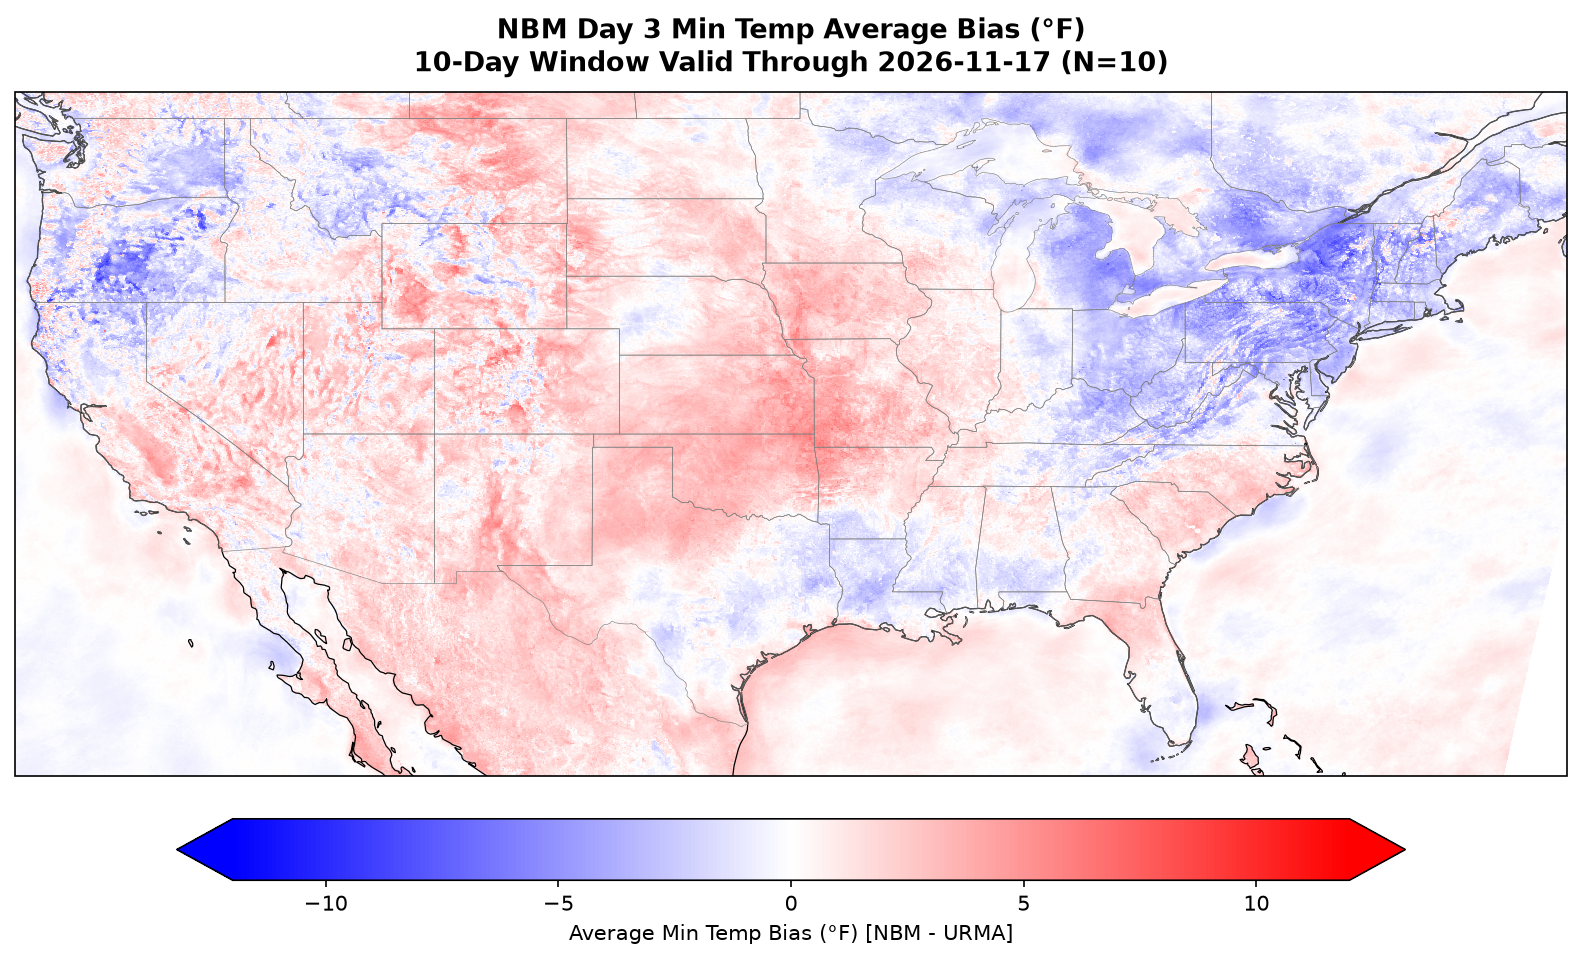 NBM Day 3 Min Temp Average Bias (°F)
10-Day Window Valid Through 2026-11-17 (N=10)
−10 −5 0 5 10
Average Min Temp Bias (°F) [NBM - URMA]